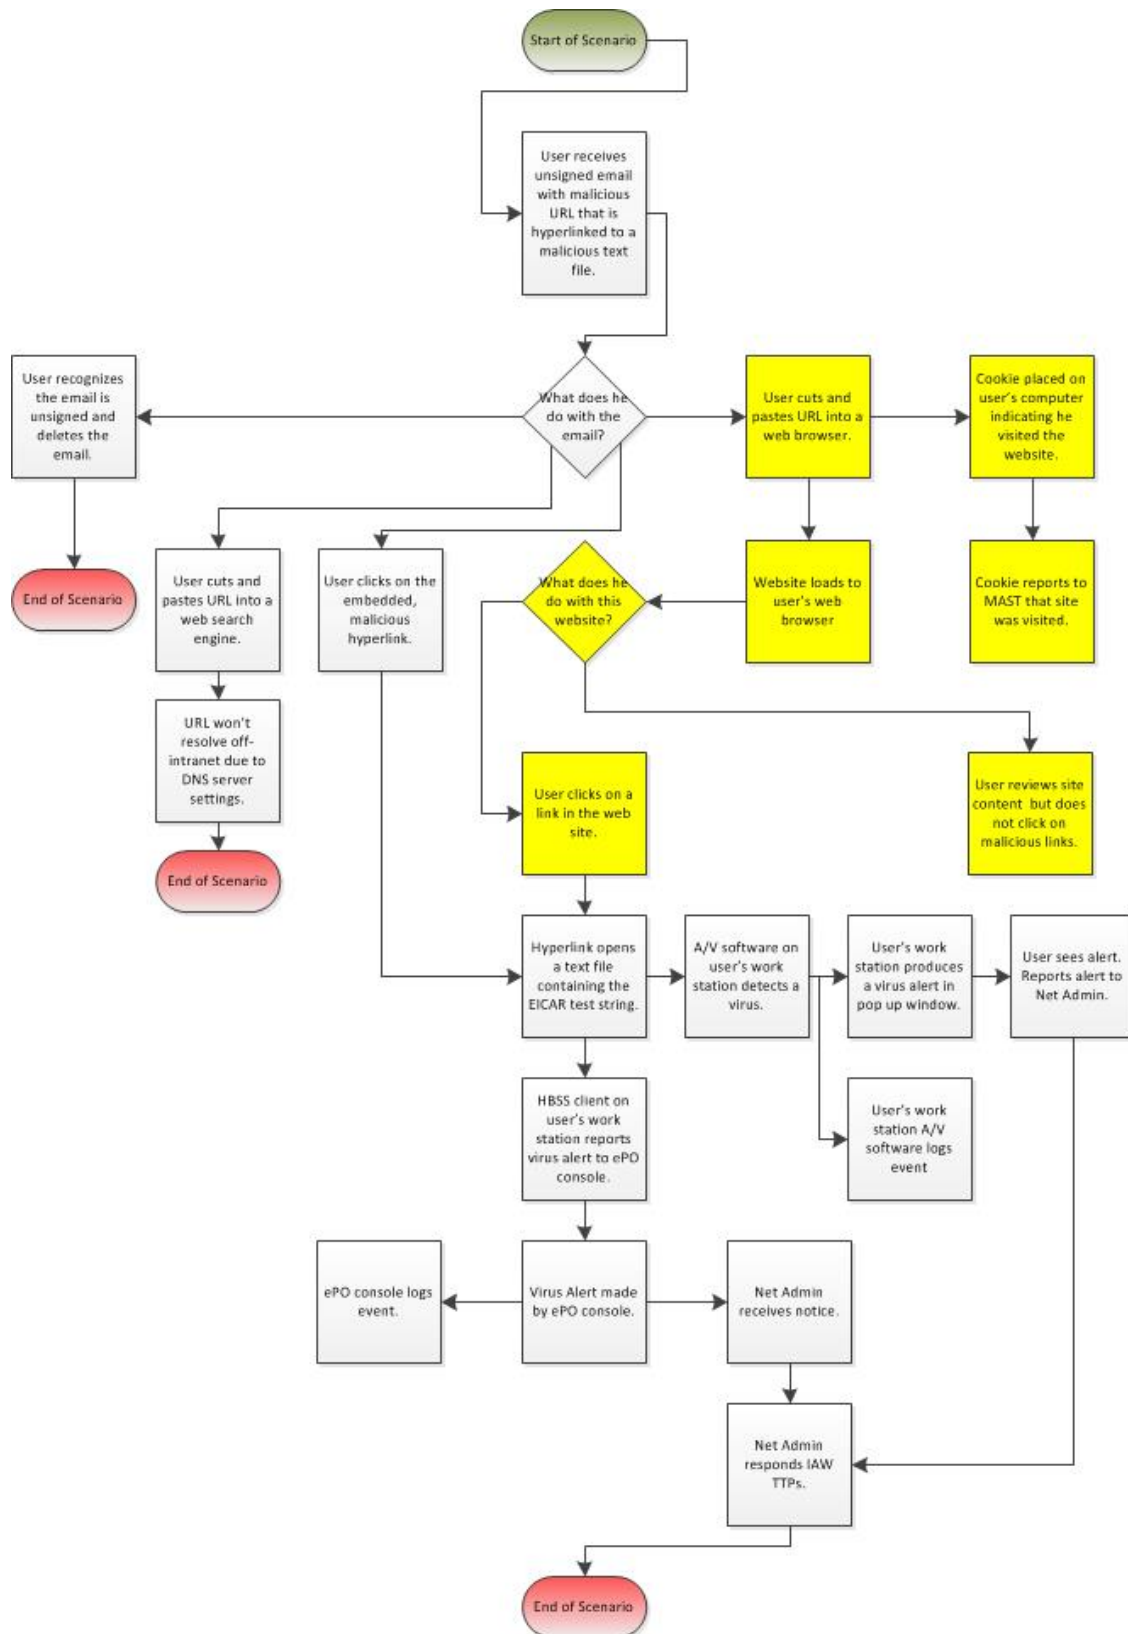 Start of Scenario
User receives
unsigned email
with malicious
URL that is
hyperlinked to a
malicious text
file.
User recognizes
the email is
unsigned and
deletes the
email.
What does he
do with the
email?
User cuts and
pastes URL into a
web browser.
Cookie placed on
user's computer
indicating he
visited the
website.
End of Scenario
User cuts and
pastes URL into a
web search
engine.
User clicks on the
embedded,
malicious
hyperlink.
What does he
do with this
website?
Website loads to
user's web
browser
Cookie reports to
MAST that site
was visited.
URL won't
resolve off-
intranet due to
DNS server
settings.
End of Scenario
User clicks on a
link in the web
site.
User reviews site
content but does
not click on
malicious links.
Hyperlink opens
a text file
containing the
EICAR test string.
A/V software on
user's work
station detects a
virus.
User's work
station produces
a virus alert in
pop up window.
User sees alert.
Reports alert to
Net Admin.
HBSS client on
user's work
station reports
virus alert to ePO
console.
User's work
station A/V
software logs
event
ePO console logs
event.
Virus Alert made
by ePO console.
Net Admin
receives notice.
Net Admin
responds IAW
TTPs.
End of Scenario